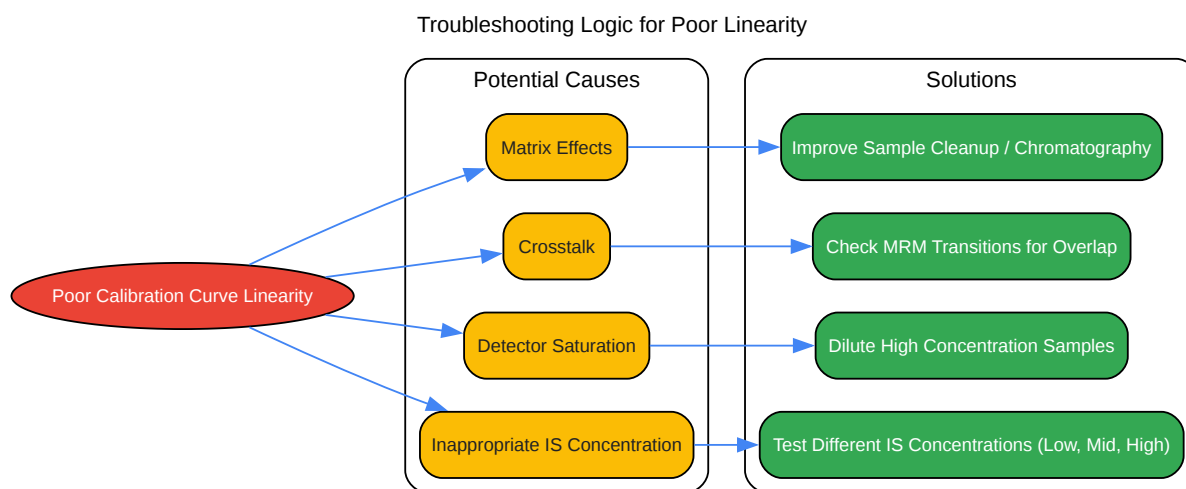 Troubleshooting Logic for Poor Linearity
Potential Causes
Solutions
Matrix Effects
Improve Sample Cleanup / Chromatography
Crosstalk
Check MRM Transitions for Overlap
Poor Calibration Curve Linearity
Detector Saturation
Dilute High Concentration Samples
Inappropriate IS Concentration
Test Different IS Concentrations (Low, Mid, High)